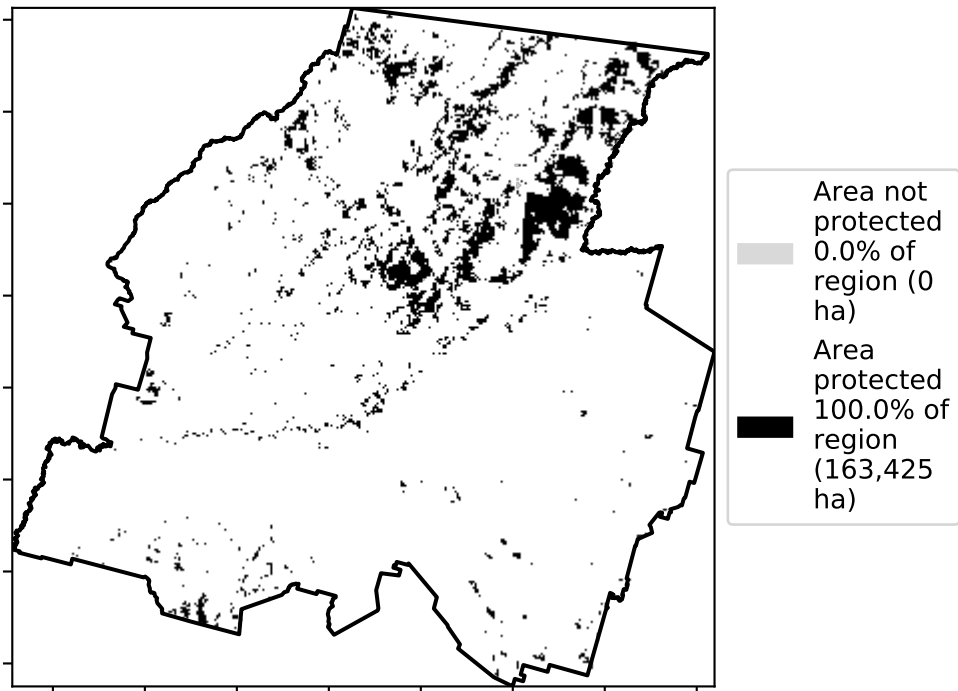 Area not
protected
0.0% of
region (0
ha)
Area
protected
100.0% of
region
(163,425
ha)